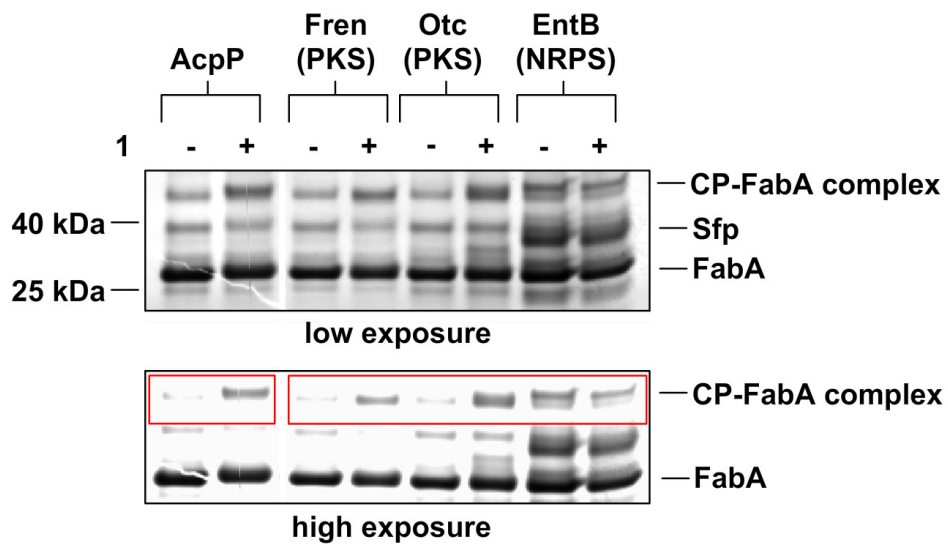 AcpP Fren (PKS) Otc (PKS) EntB (NRPS)
1 - + - + - + - +
CP-FabA complex
40 kDa Sfp
FabA
25 kDa
low exposure
CP-FabA complex
FabA
high exposure